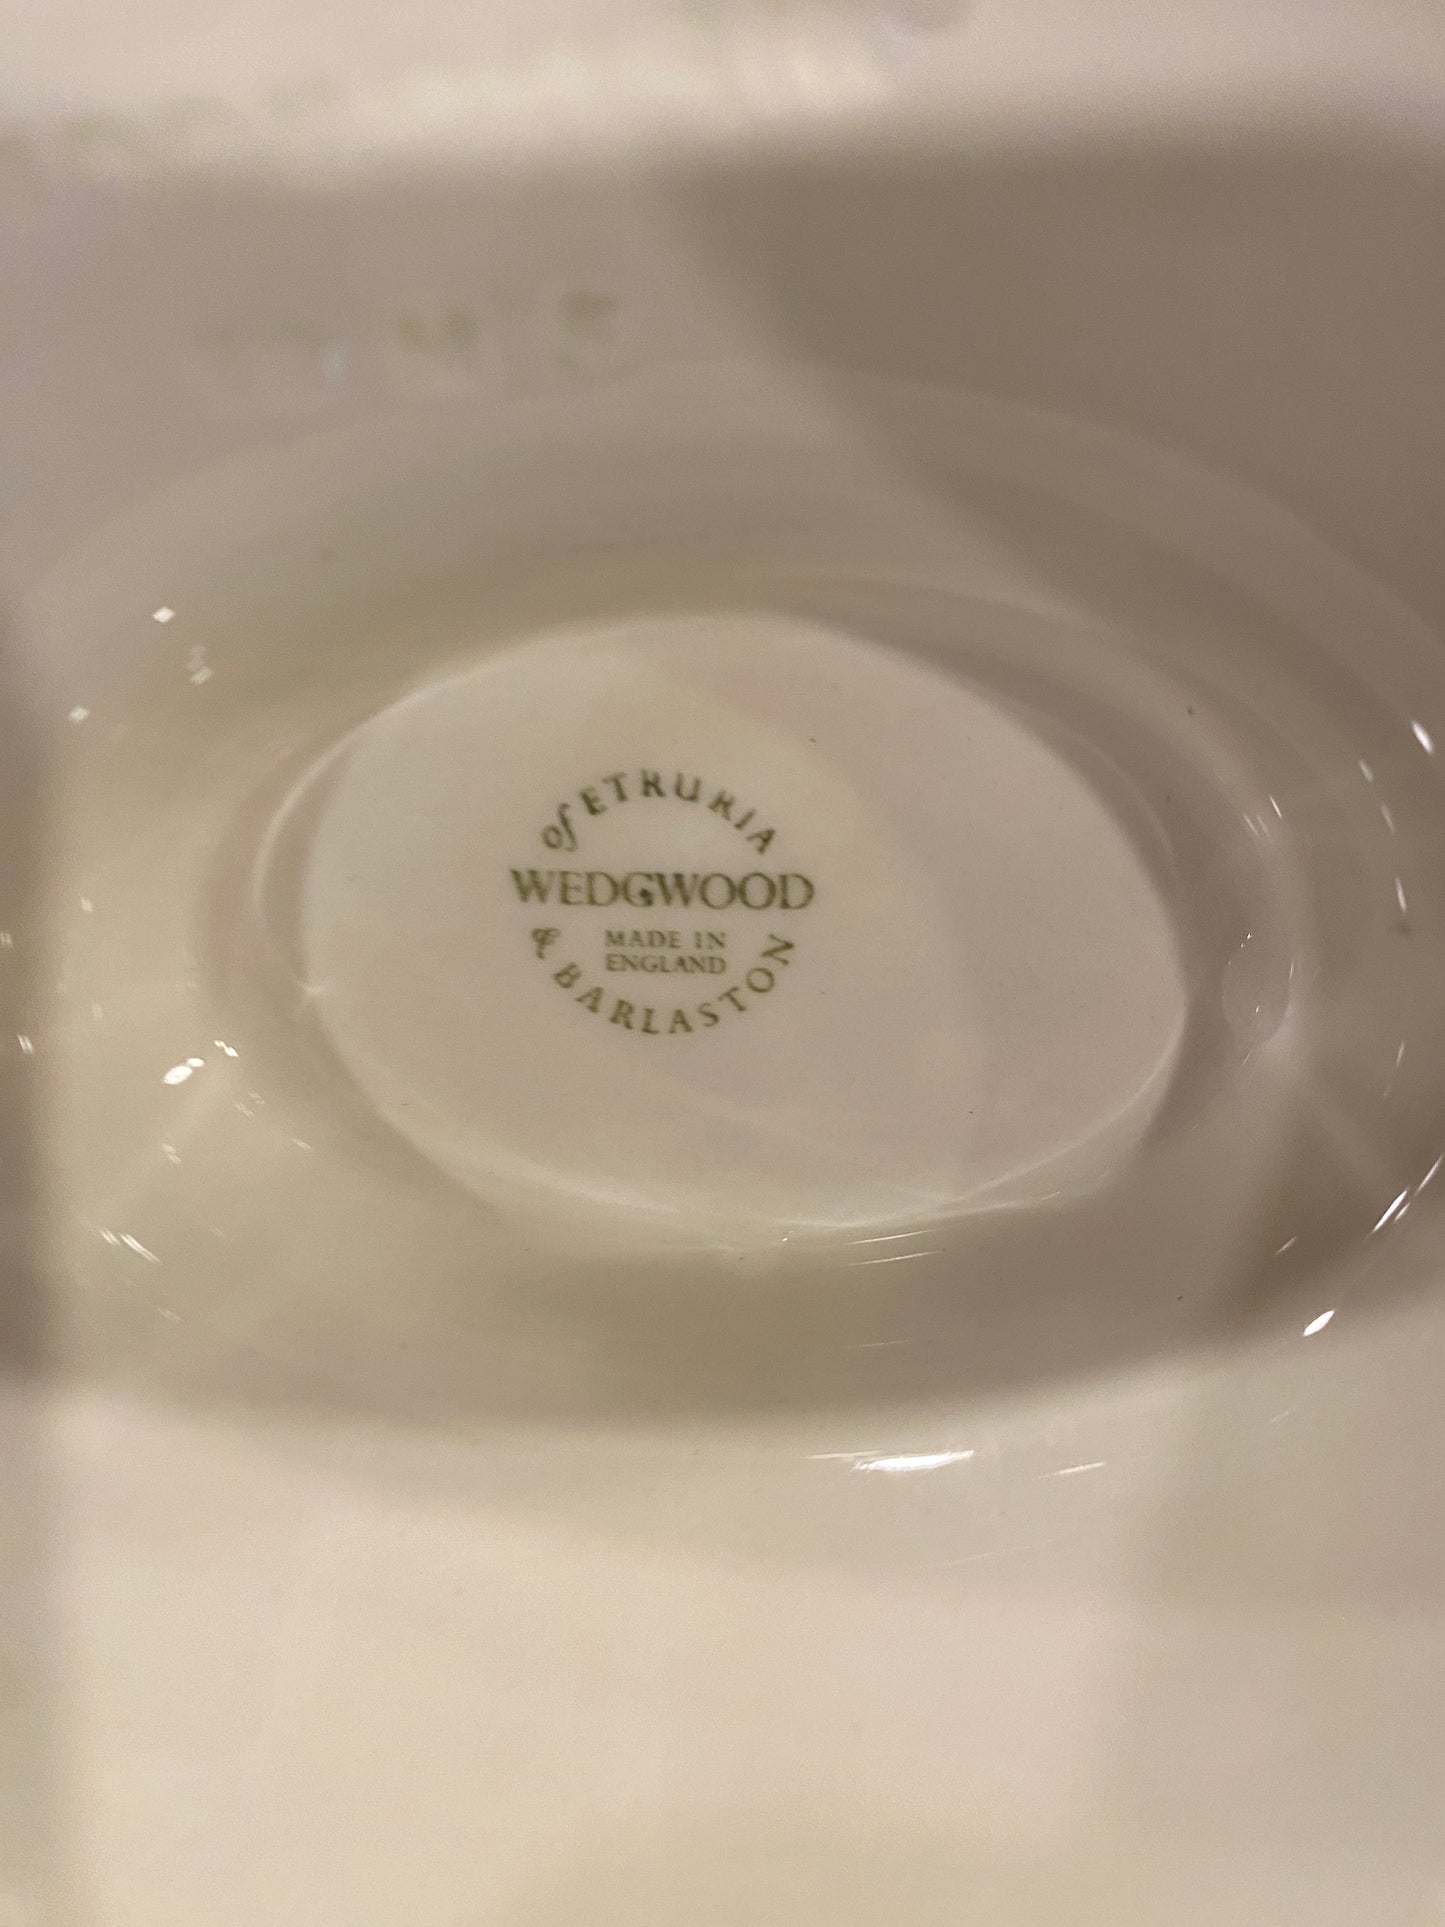 of ETRURIA
WEDGWOOD
MADE IN
ENGLAND
& BARLASTON